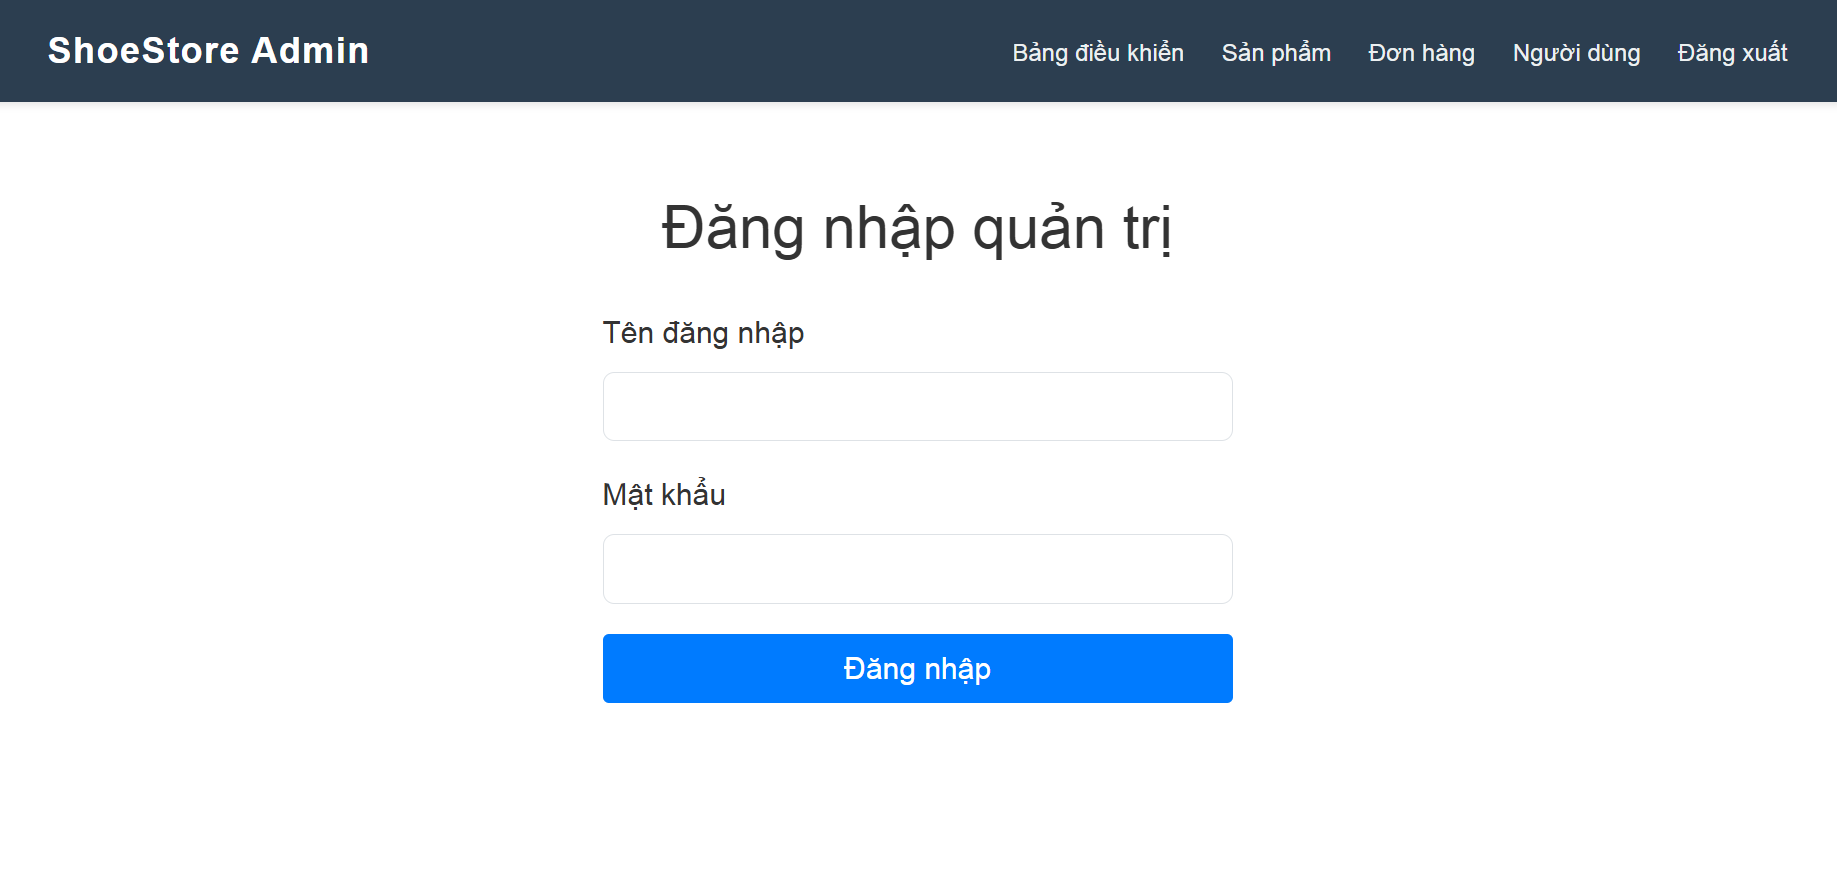 ShoeStore Admin
Bảng điều khiển Sản phẩm Đơn hàng Người dùng Đăng xuất
Đăng nhập quản trị
Tên đăng nhập
Mật khẩu
Đăng nhập